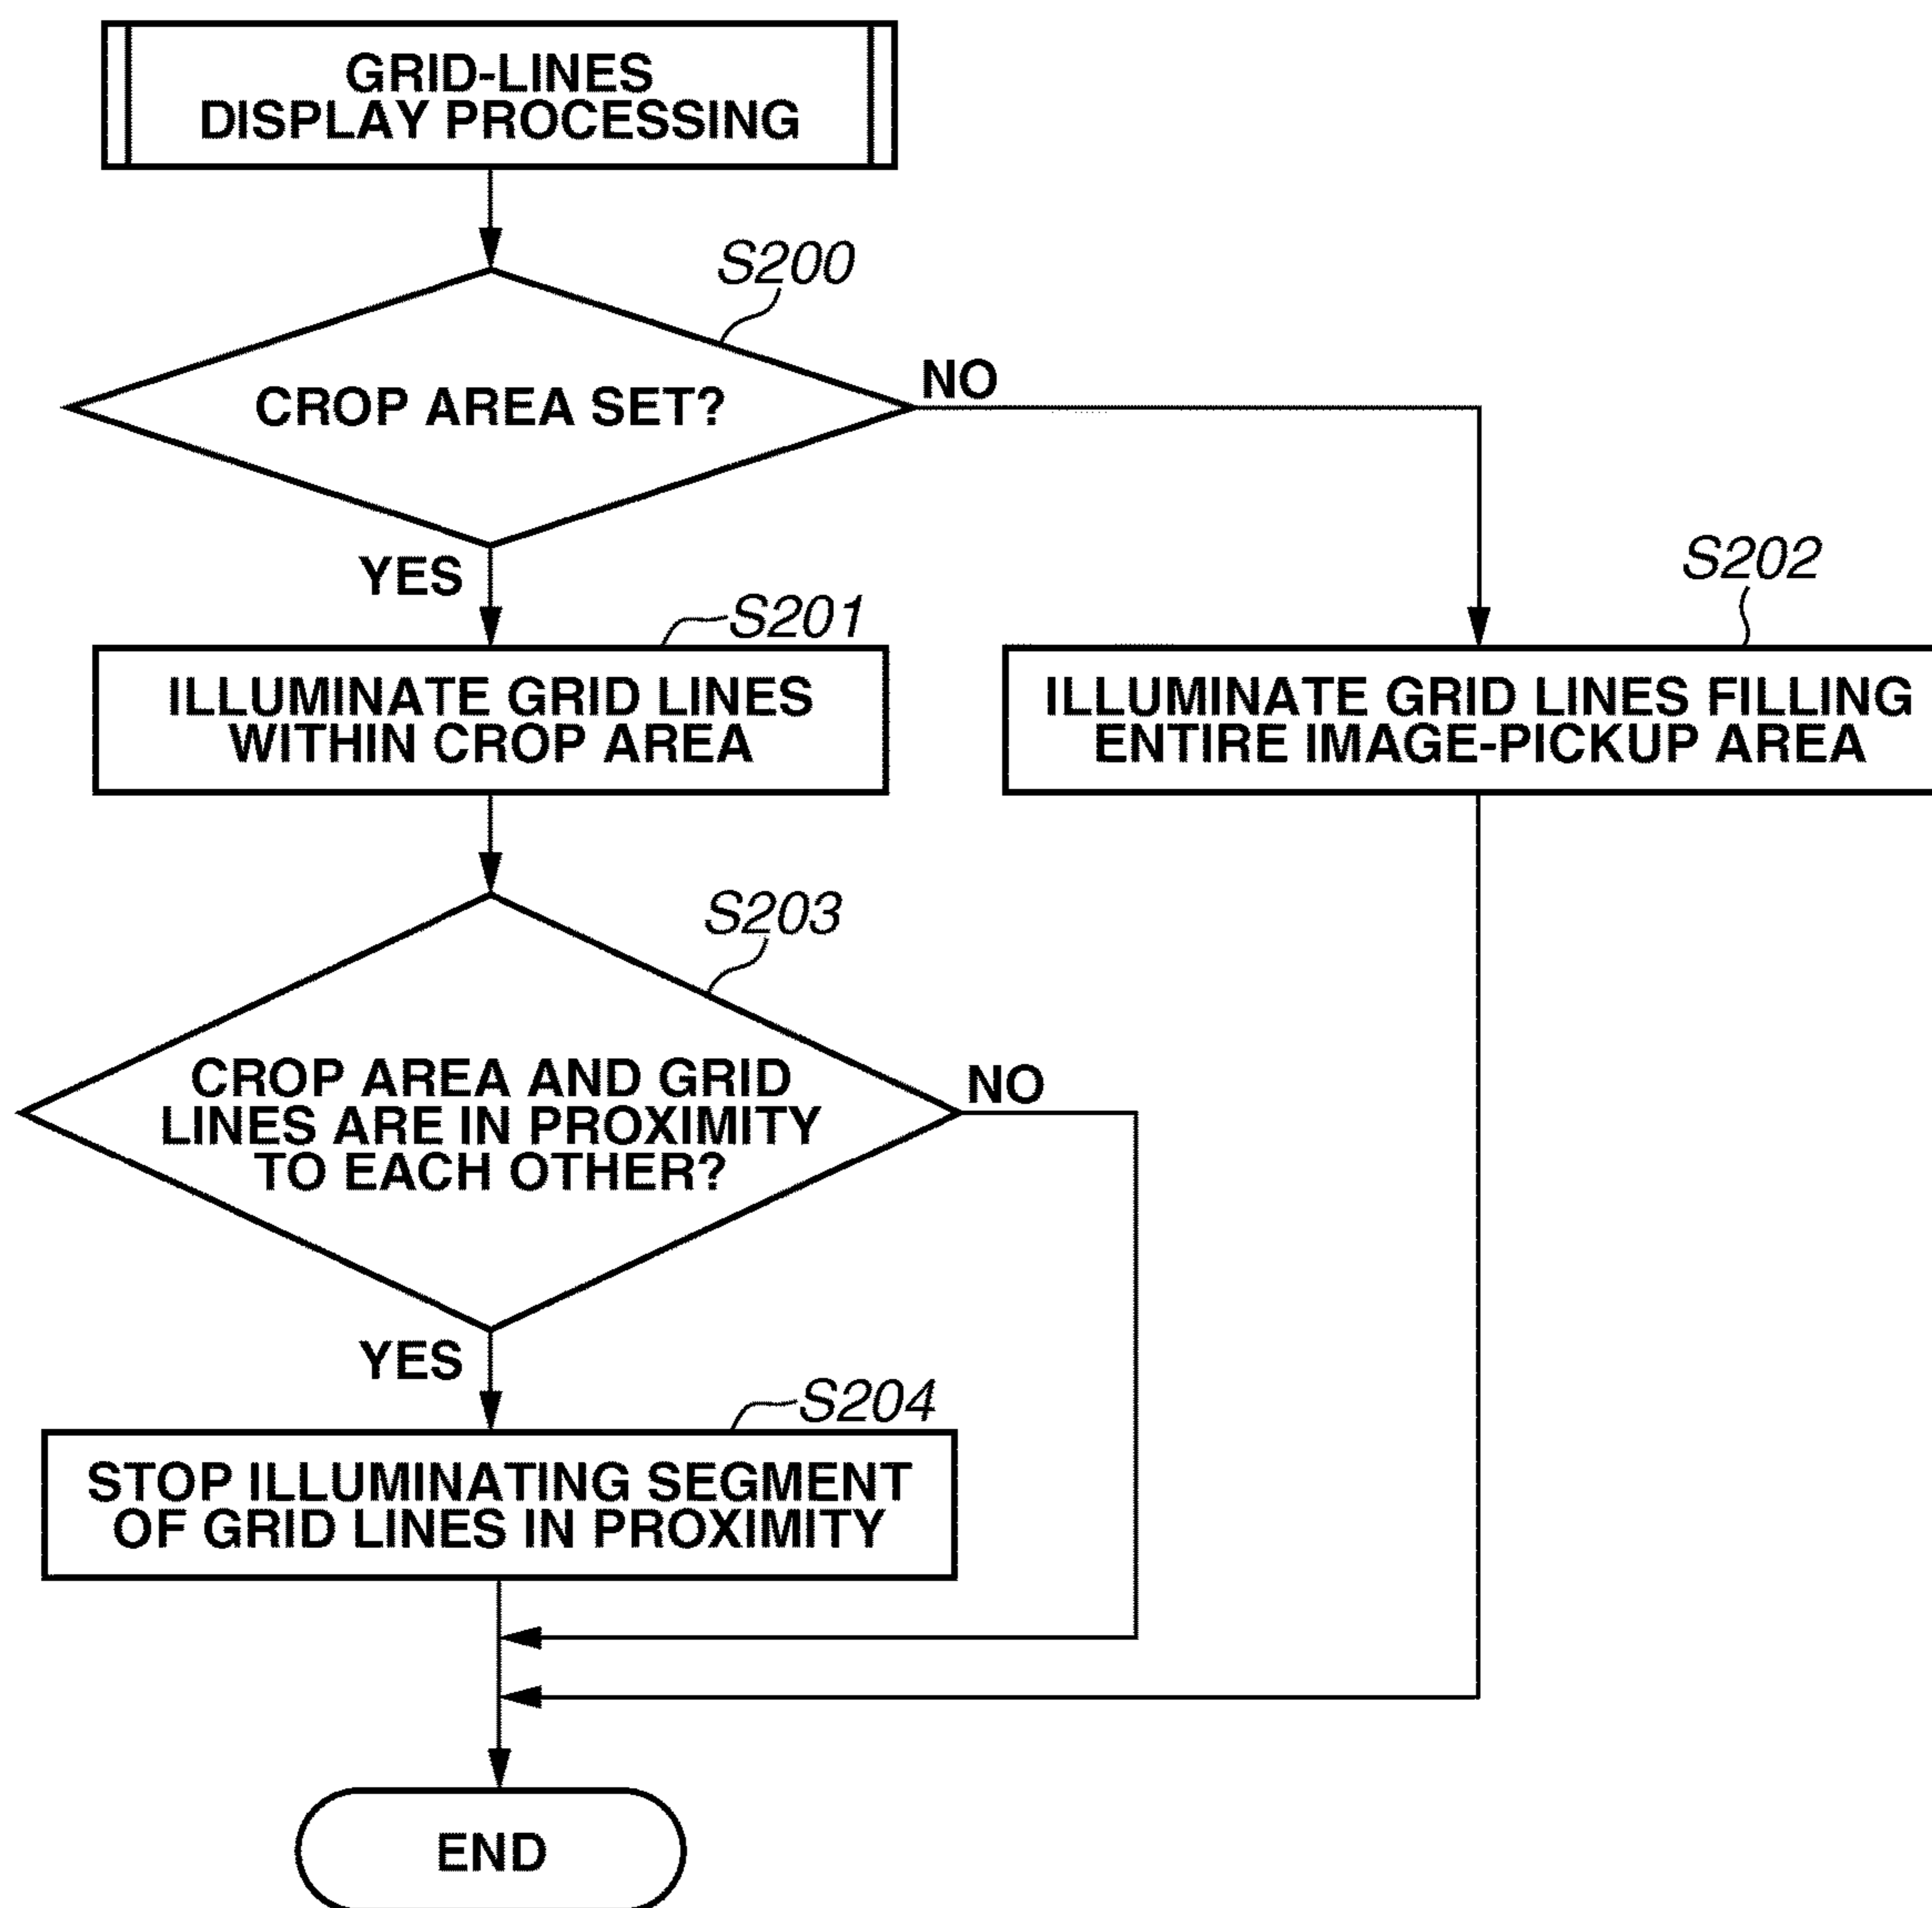 GRID-LINES
DISPLAY PROCESSING
S200
CROP AREA SET?
NO
YES
S201
S202
ILLUMINATE GRID LINES
WITHIN CROP AREA
ILLUMINATE GRID LINES FILLING
ENTIRE IMAGE-PICKUP AREA
S203
CROP AREA AND GRID
LINES ARE IN PROXIMITY
TO EACH OTHER?
NO
YES
S204
STOP ILLUMINATING SEGMENT
OF GRID LINES IN PROXIMITY
END